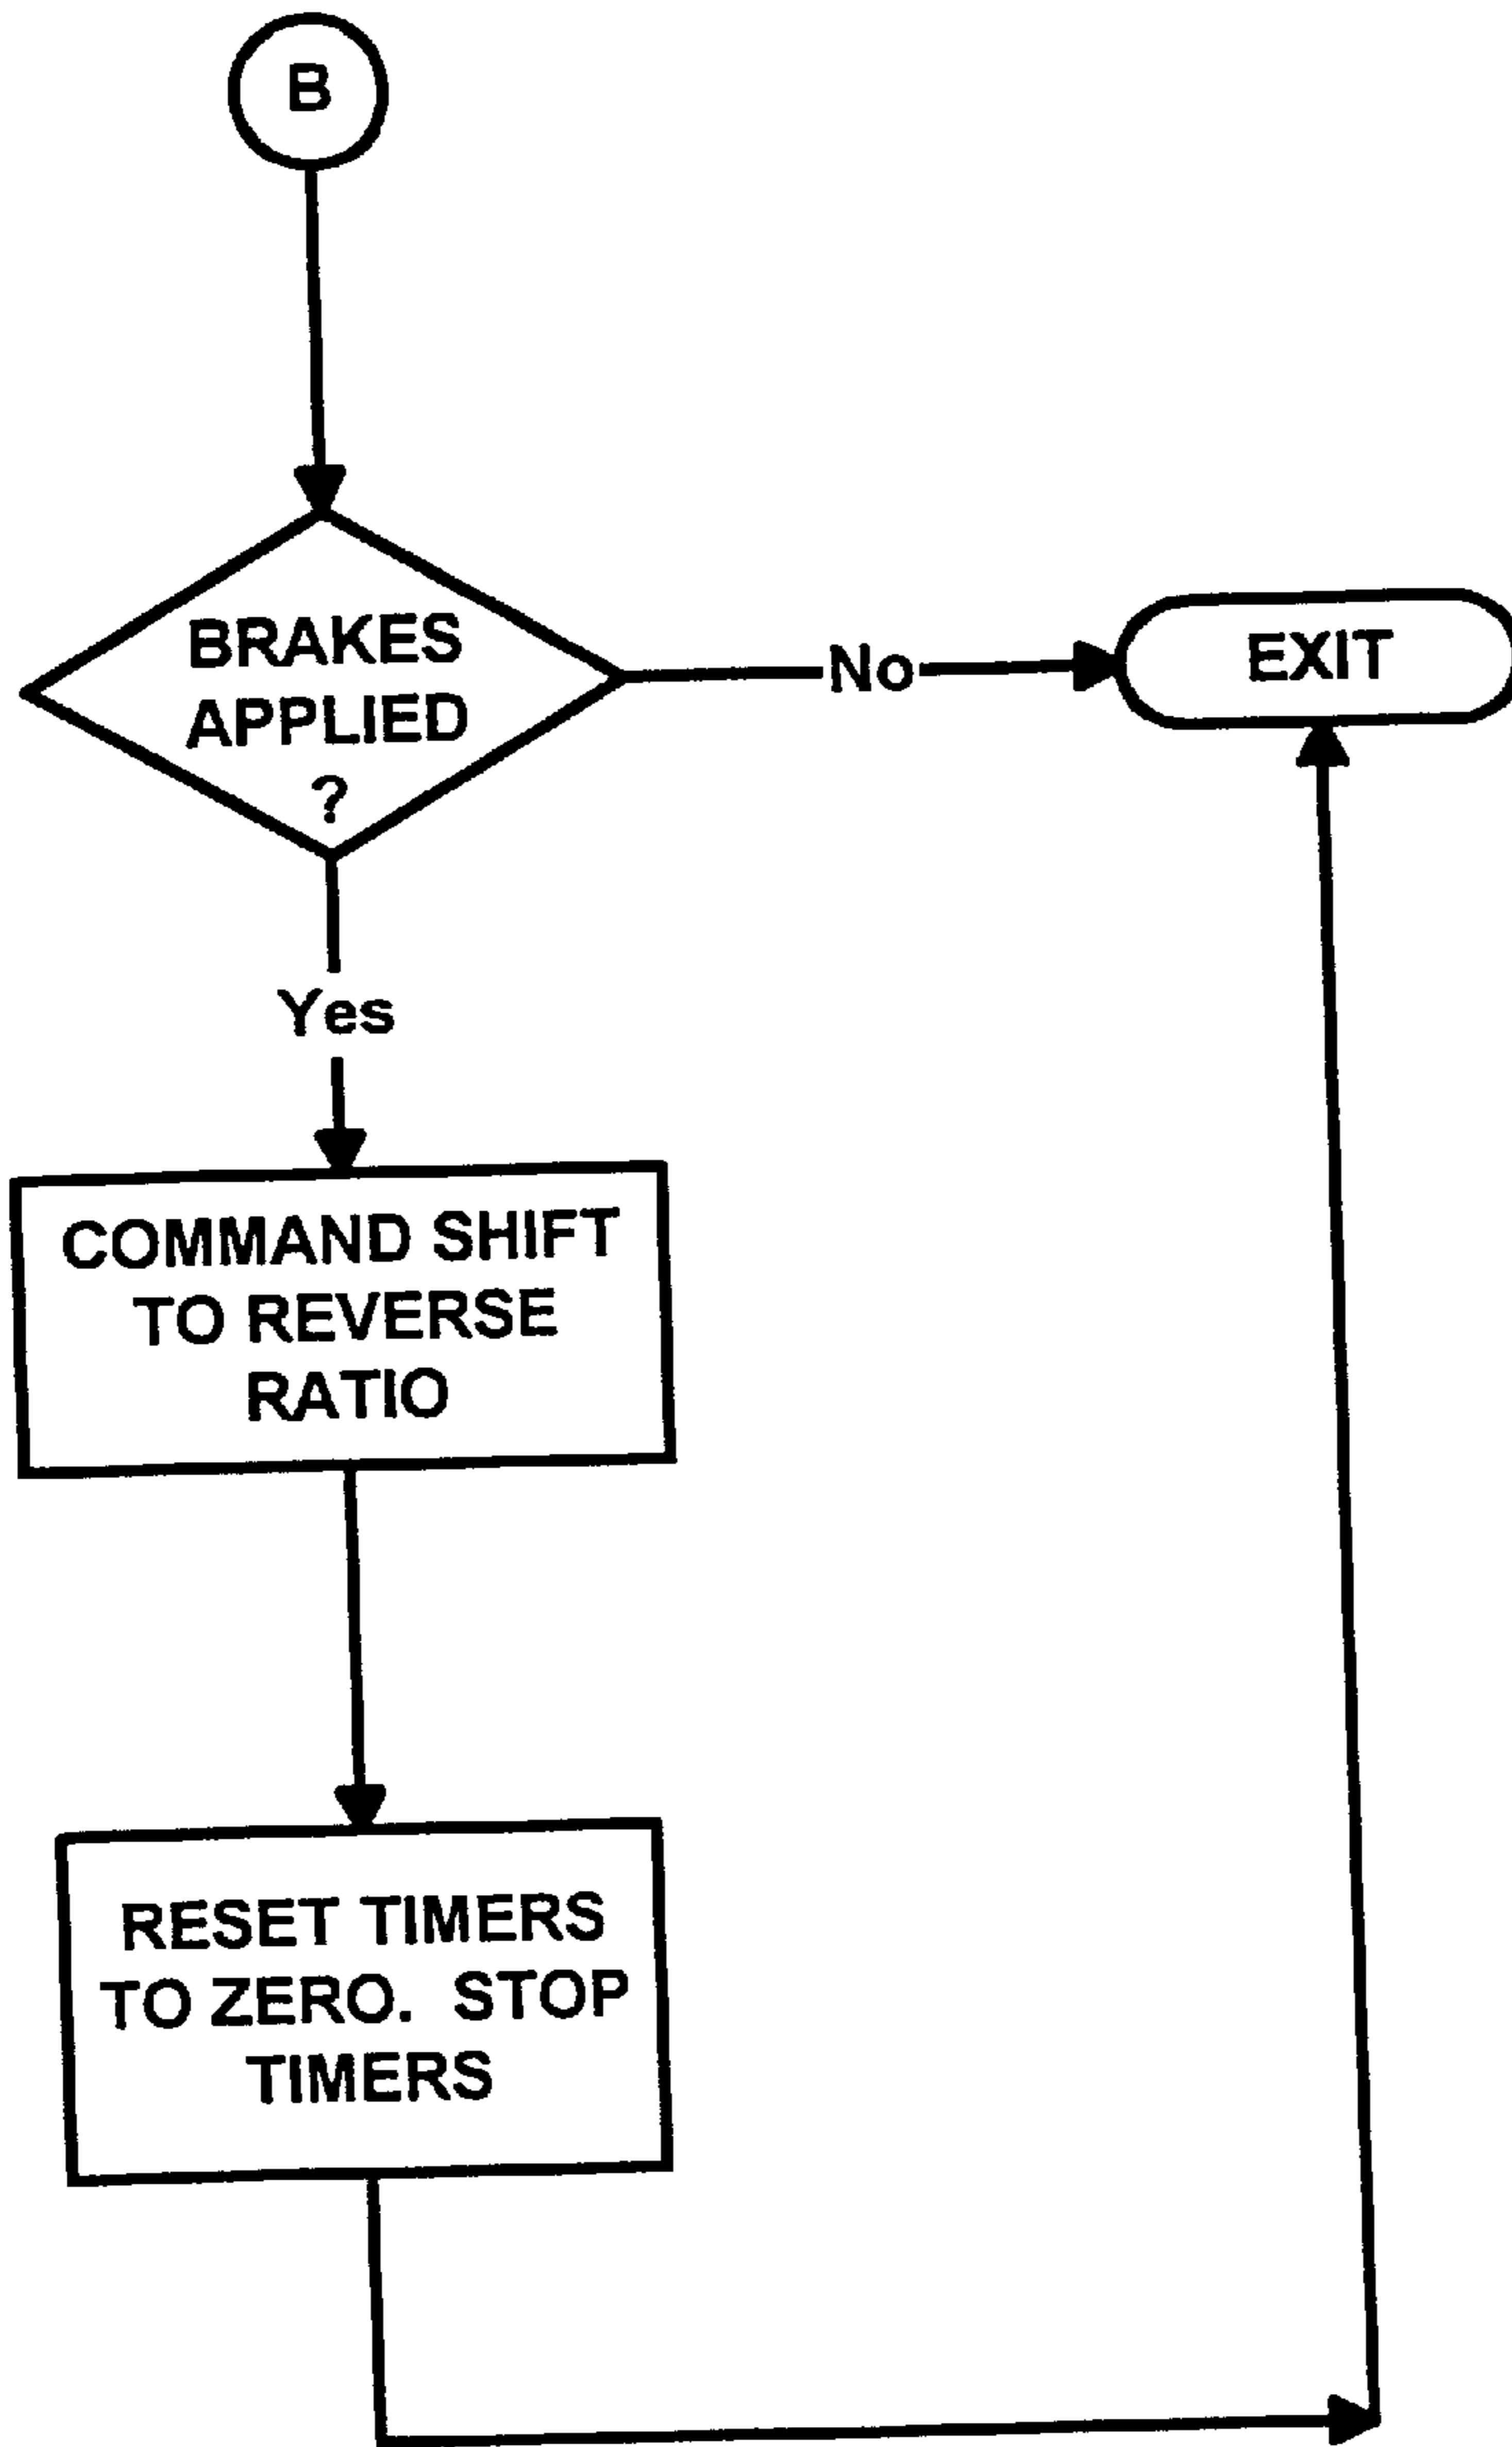 B
BRAKES
APPLIED
?
No
EXIT
Yes
COMMAND SHIFT
TO REVERSE
RATIO
RESET TIMERS
TO ZERO. STOP
TIMERS